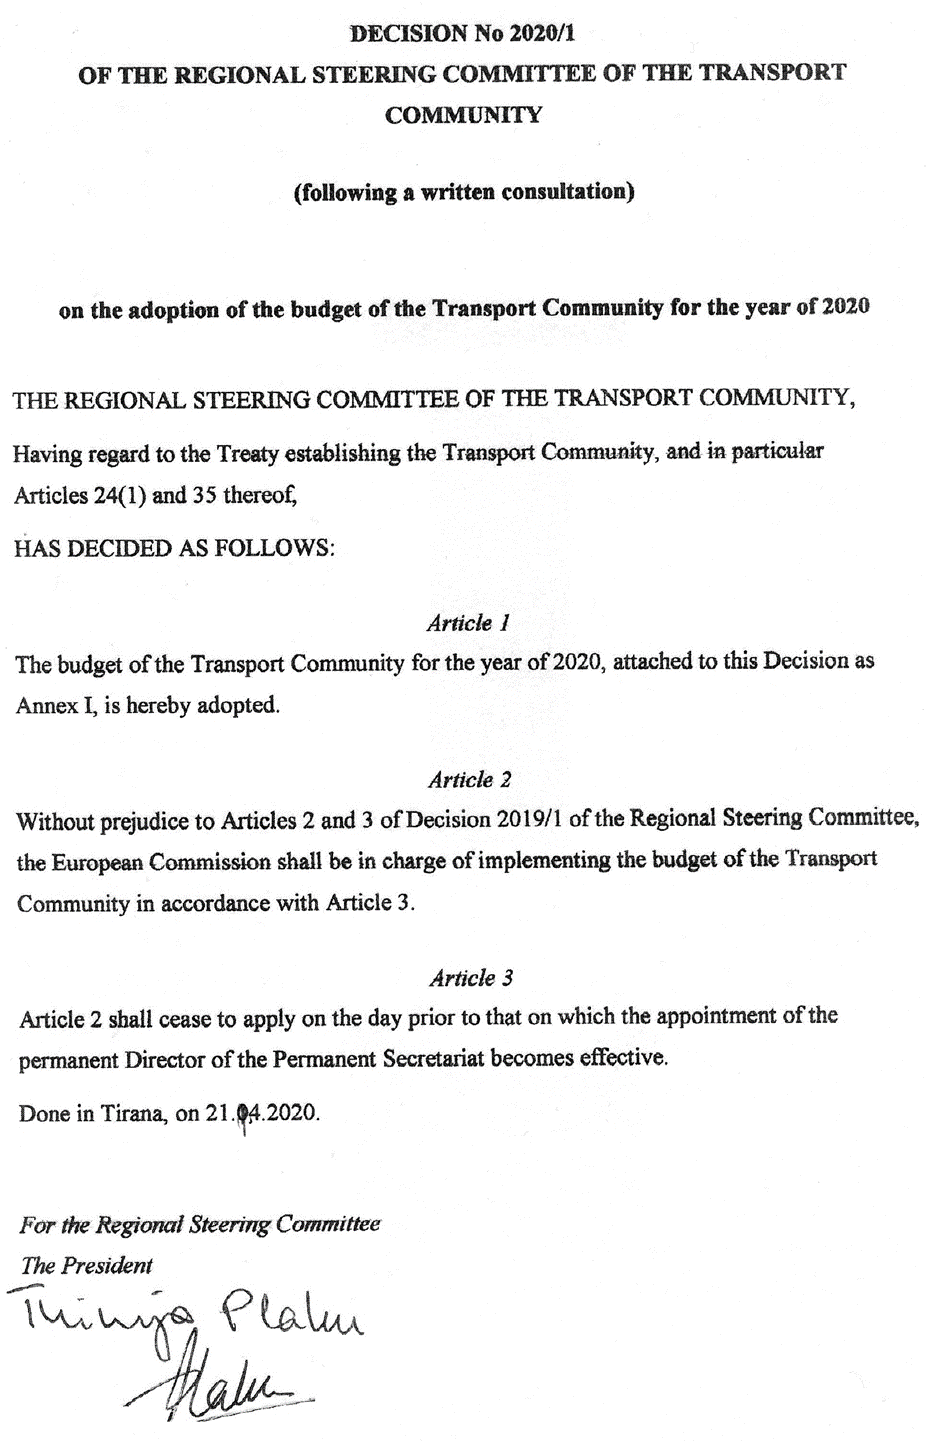 DECISION No 2020/1
OF THE REGIONAL STEERING COMMITTEE OF THE TRANSPORT
COMMUNITY
(following a written consultation)
on the adoption of the budget of the Transport Community for the year of 2020
THE REGIONAL STEERING COMMITTEE OF THE TRANSPORT COMMUNITY,
Having regard to the Treaty establishing the Transport Community, and in particular
Articles 24(1) and 35 thereof,
HAS DECIDED AS FOLLOWS:
Article 1
The budget of the Transport Community for the year of 2020, attached to this Decision as
Annex I, is hereby adopted.
Article 2
Without prejudice to Articles 2 and 3 of Decision 2019/1 of the Regional Steering Committee,
the European Commission shall be in charge of implementing the budget of the Transport
Community in accordance with Article 3.
Article 3
Article 2 shall cease to apply on the day prior to that on which the appointment of the
permanent Director of the Permanent Secretariat becomes effective.
Done in Tirana, on 21.04.2020.
For the Regional Steering Committee
The President
Plaku